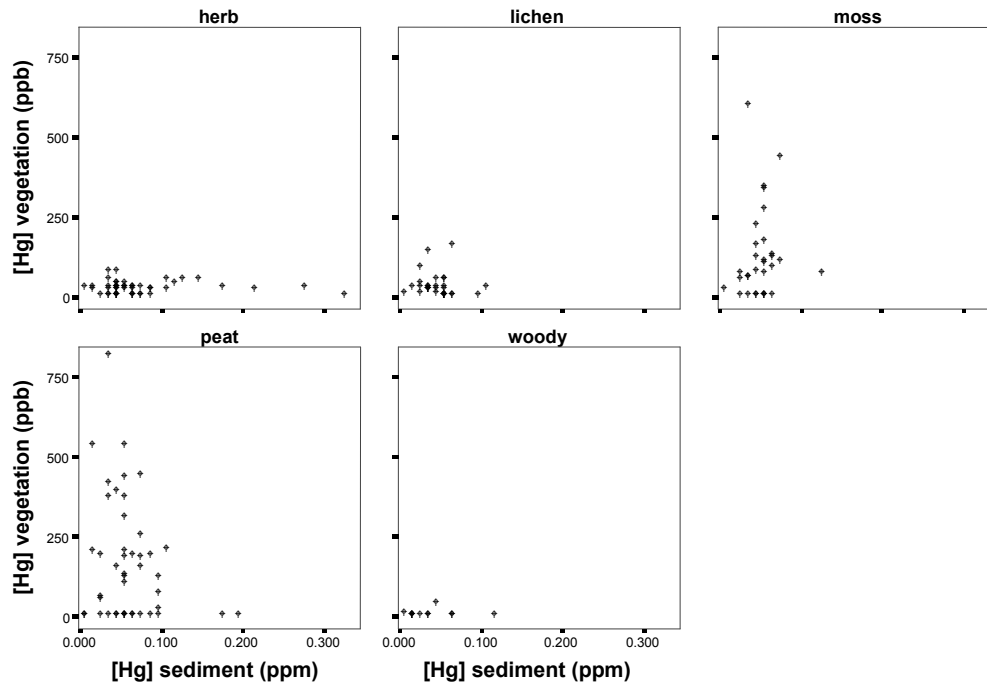 herb lichen moss
[Hg] vegetation (ppb)
750
500
250
0
peat woody
[Hg] vegetation (ppb)
750
500
250
0
0.000 0.100 0.200 0.300 0.000 0.100 0.200 0.300
[Hg] sediment (ppm) [Hg] sediment (ppm)